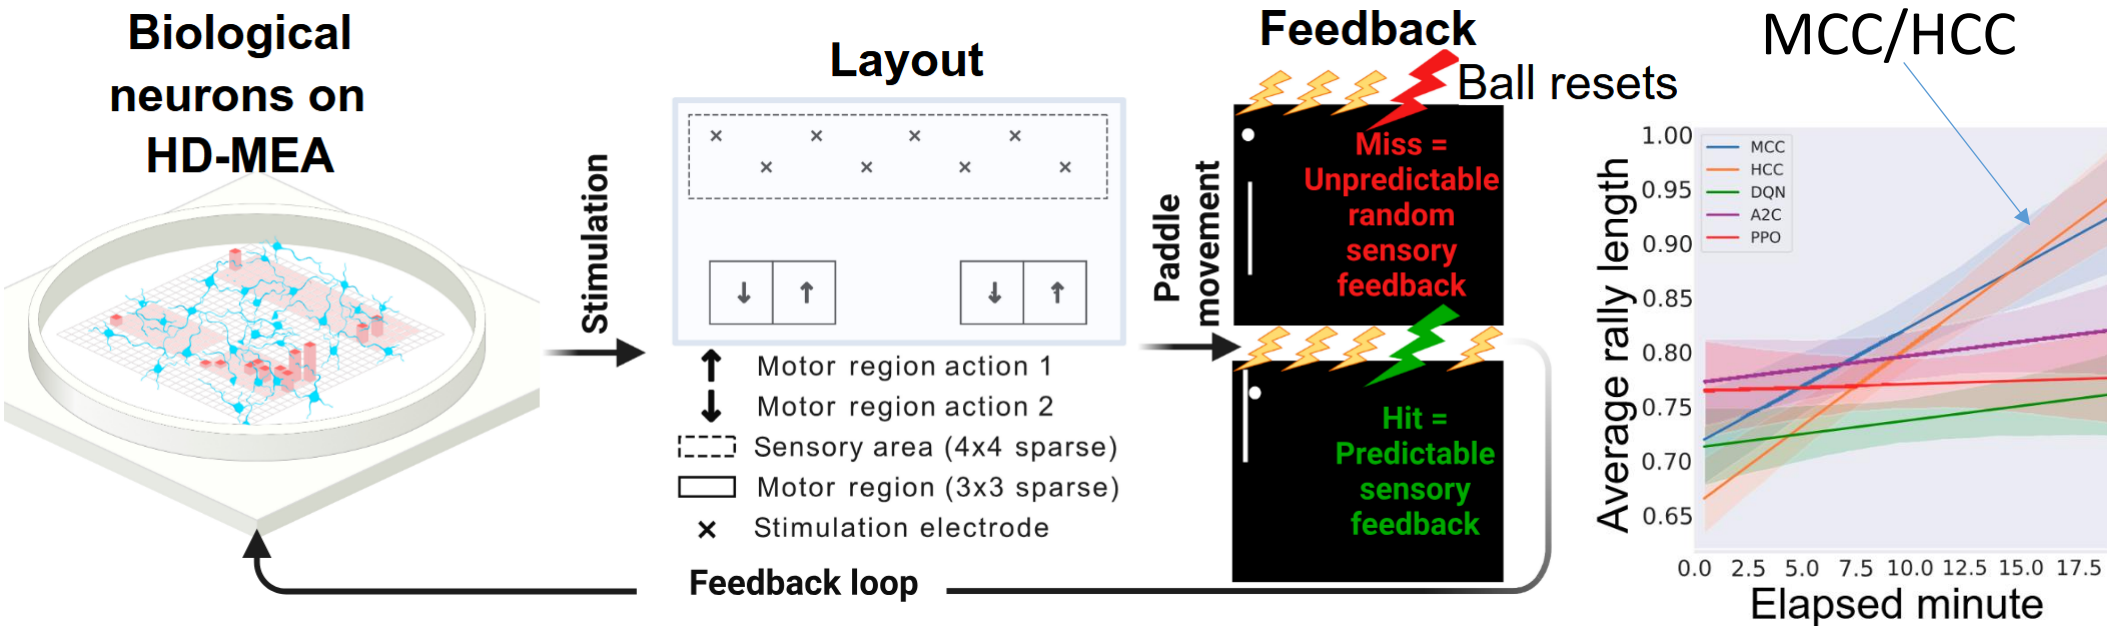 Biological
neurons on
HD-MEA
Stimulation
Layout
↓ ↑ ↓ ↑
↑ Motor region action 1
↓ Motor region action 2
Sensory area (4x4 sparse)
Motor region (3x3 sparse)
× Stimulation electrode
Feedback loop
Paddle
movement
Feedback
Ball resets
Miss =
Unpredictable
random
sensory
feedback
Hit =
Predictable
sensory
feedback
MCC/HCC
Average rally length
1.00
0.95
0.90
0.85
0.80
0.75
0.70
0.65
MCC
HCC
DQN
A2C
PPO
0.0 2.5 5.0 7.5 10.0 12.5 15.0 17.5
Elapsed minute